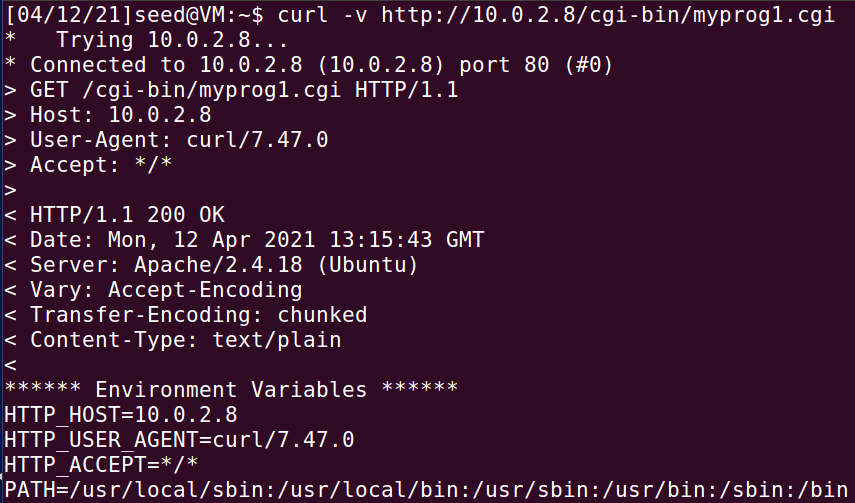 [04/12/21]seed@VM:~$ curl -v http://10.0.2.8/cgi-bin/myprog1.cgi
*   Trying 10.0.2.8...
* Connected to 10.0.2.8 (10.0.2.8) port 80 (#0)
> GET /cgi-bin/myprog1.cgi HTTP/1.1
> Host: 10.0.2.8
> User-Agent: curl/7.47.0
> Accept: */*
>
< HTTP/1.1 200 OK
< Date: Mon, 12 Apr 2021 13:15:43 GMT
< Server: Apache/2.4.18 (Ubuntu)
< Vary: Accept-Encoding
< Transfer-Encoding: chunked
< Content-Type: text/plain
<
****** Environment Variables ******
HTTP_HOST=10.0.2.8
HTTP_USER_AGENT=curl/7.47.0
HTTP_ACCEPT=*/*
PATH=/usr/local/sbin:/usr/local/bin:/usr/sbin:/usr/bin:/sbin:/bin